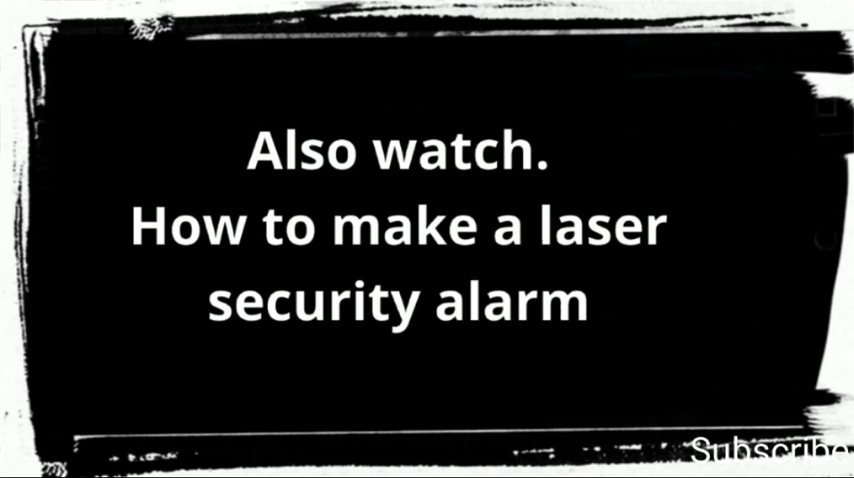 Also watch.
How to make a laser
security alarm
Subscribe